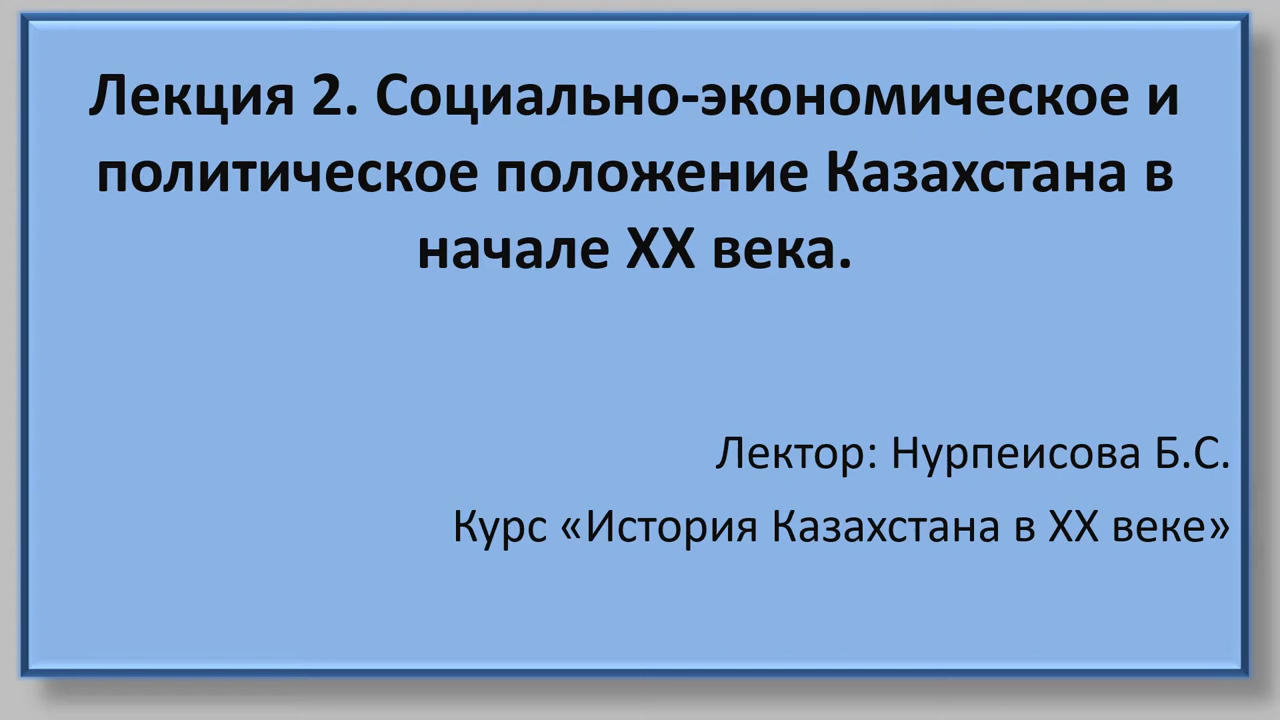 Лекция 2. Социально-экономическое и
политическое положение Казахстана в
начале XX века.
Лектор: Нурпеисова Б.С.
Курс «История Казахстана в XX веке»